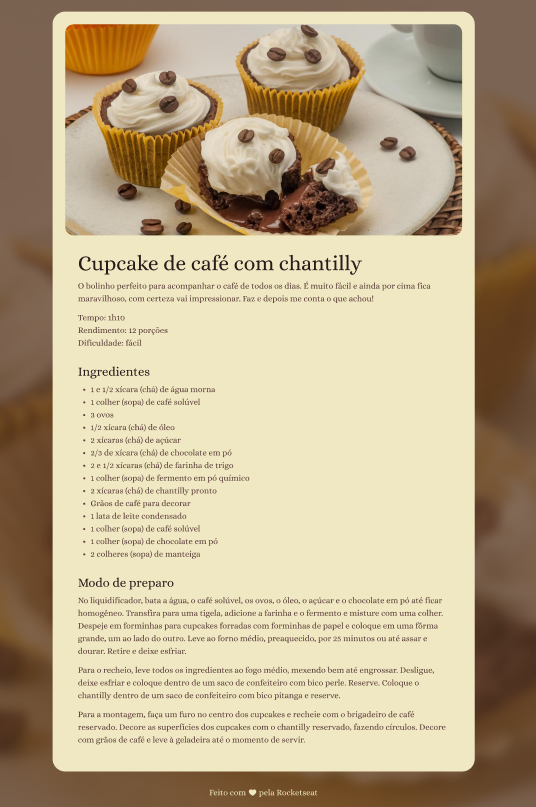 Cupcake de café com chantilly
O bolinho perfeito para acompanhar o café de todos os dias. É muito fácil e ainda por cima fica
maravilhoso, com certeza vai impressionar. Faz e depois me conta o que achou!
Tempo: 1h10
Rendimento: 12 porções
Dificuldade: fácil
Ingredientes
• 1 e 1/2 xícara (chá) de água morna
• 1 colher (sopa) de café solúvel
• 3 ovos
• 1/2 xícara (chá) de óleo
• 2 xícaras (chá) de açúcar
• 2/3 de xícara (chá) de chocolate em pó
• 2 e 1/2 xícaras (chá) de farinha de trigo
• 1 colher (sopa) de fermento em pó químico
• 2 xícaras (chá) de chantilly pronto
• Grãos de café para decorar
• 1 lata de leite condensado
• 1 colher (sopa) de café solúvel
• 1 colher (sopa) de chocolate em pó
• 2 colheres (sopa) de manteiga
Modo de preparo
No liquidificador, bata a água, o café solúvel, os ovos, o óleo, o açúcar e o chocolate em pó até ficar
homogêneo. Transfira para uma tigela, adicione a farinha e o fermento e misture com uma colher.
Despeje em forminhas para cupcakes forradas com forminhas de papel e coloque em uma fôrma
grande, um ao lado do outro. Leve ao forno médio, preaquecido, por 25 minutos ou até assar e
dourar. Retire e deixe esfriar.
Para o recheio, leve todos os ingredientes ao fogo médio, mexendo bem até engrossar. Desligue,
deixe esfriar e coloque dentro de um saco de confeiteiro com bico perle. Reserve. Coloque o
chantilly dentro de um saco de confeiteiro com bico pitanga e reserve.
Para a montagem, faça um furo no centro dos cupcakes e recheie com o brigadeiro de café
reservado. Decore as superfícies dos cupcakes com o chantilly reservado, fazendo círculos. Decore
com grãos de café e leve à geladeira até o momento de servir.
Feito com ♥ pela Rocketseat